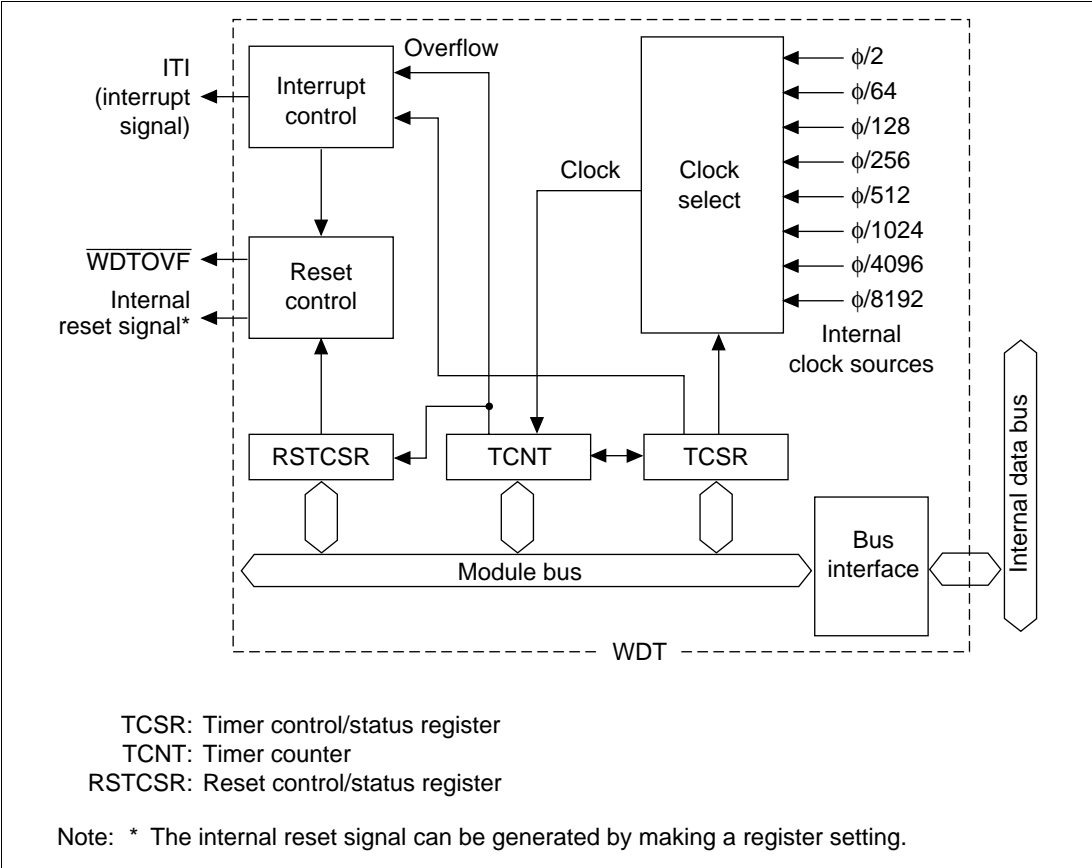 Overflow
ITI
(interrupt
signal)
Interrupt
control
WDTOVF
Internal
reset signal*
Reset
control
Clock
Clock
select
ϕ/2
ϕ/64
ϕ/128
ϕ/256
ϕ/512
ϕ/1024
ϕ/4096
ϕ/8192
Internal
clock sources
RSTCSR
TCNT
TCSR
Module bus
Bus
interface
Internal data bus
WDT
TCSR: Timer control/status register
TCNT: Timer counter
RSTCSR: Reset control/status register
Note: * The internal reset signal can be generated by making a register setting.